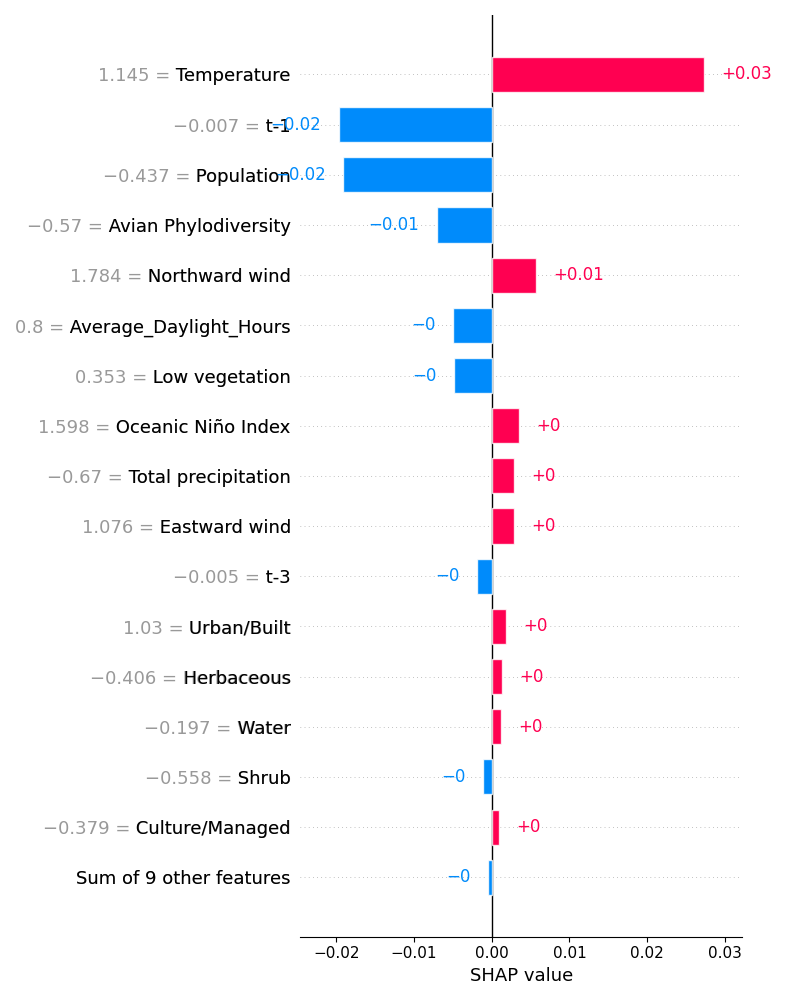 1.145 = Temperature +0.03
−0.007 = t-1 −0.02
−0.437 = Population −0.02
−0.57 = Avian Phylodiversity −0.01
1.784 = Northward wind +0.01
0.8 = Average_Daylight_Hours −0
0.353 = Low vegetation −0
1.598 = Oceanic Niño Index +0
−0.67 = Total precipitation +0
1.076 = Eastward wind +0
−0.005 = t-3 −0
1.03 = Urban/Built +0
−0.406 = Herbaceous +0
−0.197 = Water +0
−0.558 = Shrub −0
−0.379 = Culture/Managed +0
Sum of 9 other features −0
−0.02 −0.01 0.00 0.01 0.02 0.03
SHAP value